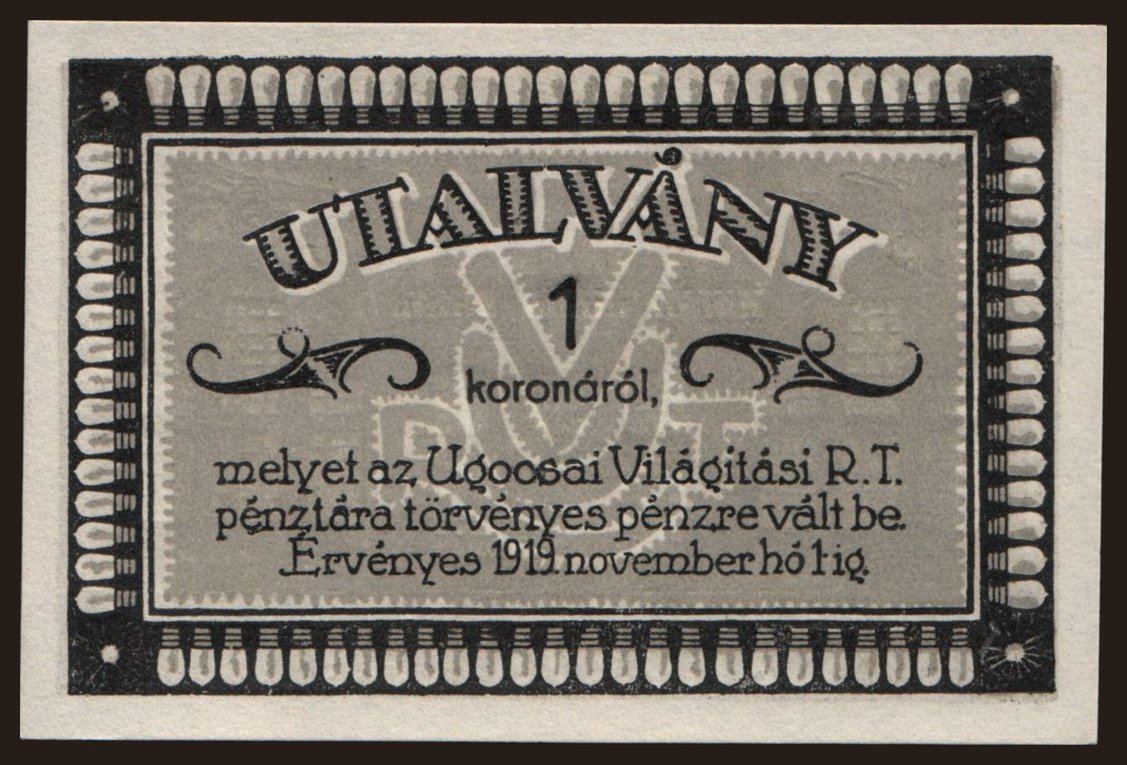 UTALVÁNY
1
koronáról,
melyet az Ugocsai Világitási R.T.
pénztára törvényes pénzre vált be.
Érvényes 1919 november hó 1 ig.
U V
R T